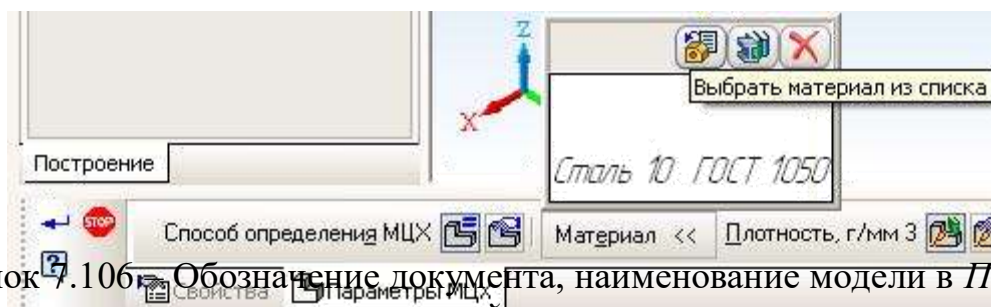 Z
X
Выбрать материал из списка
Построение
Сталь 10 ГОСТ 1050
STOP
Способ определения МЦХ
Материал <<
Плотность, г/мм 3
ок 7.106 – Обозначение документа, наименование модели в П
Свойства
Параметры МЦХ